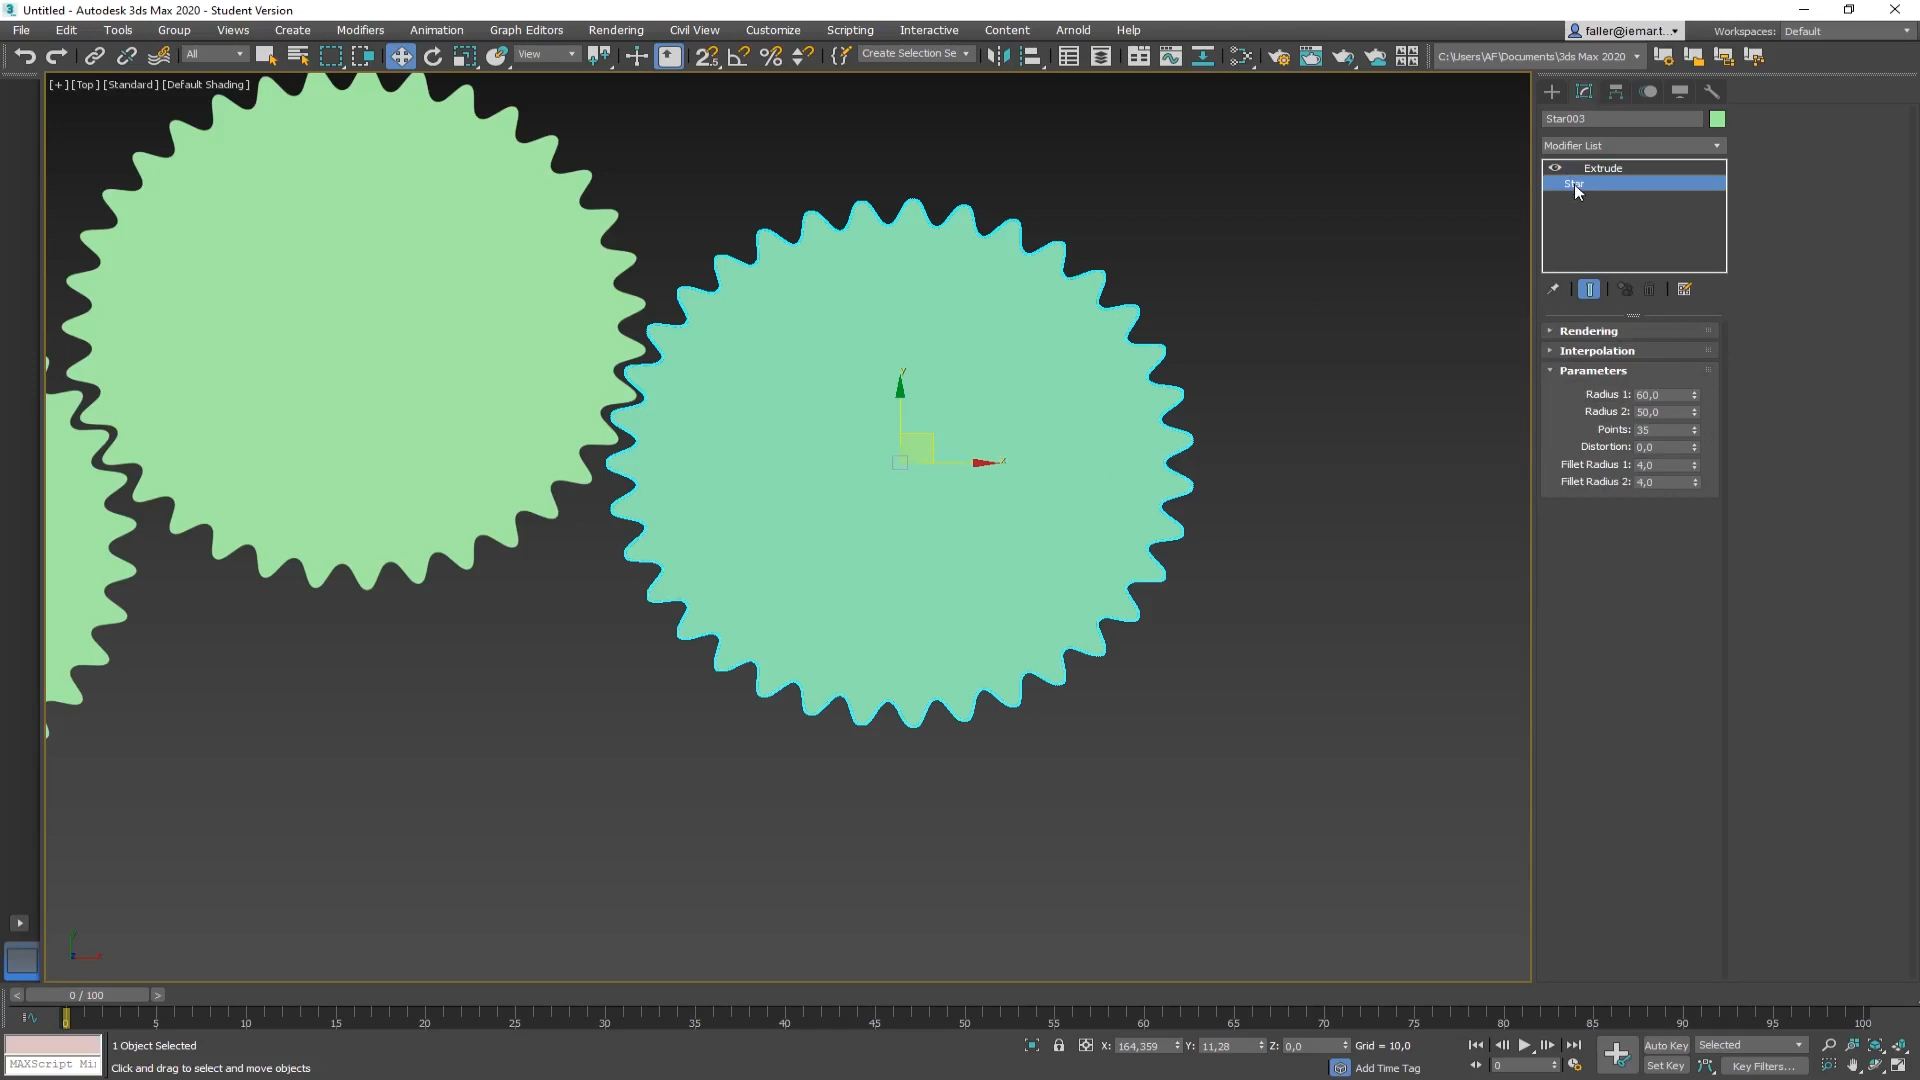 Untitled - Autodesk 3ds Max 2020 - Student Version
File Edit Tools Group Views Create Modifiers Animation Graph Editors Rendering Civil View Customize Scripting Interactive Content Arnold Help
faller@iemar.t...
Workspaces: Default
All
View
Create Selection Se
C:\Users\AF\Documents\3ds Max 2020
[+] [Top ] [Standard ] [Default Shading ]
Star003
Modifier List
Extrude
Star
Rendering
Interpolation
Parameters
Radius 1: 60,0
Radius 2: 50,0
Points: 35
Distortion: 0,0
Fillet Radius 1: 4,0
Fillet Radius 2: 4,0
y
x
0 / 100
0 5 10 15 20 25 30 35 40 45 50 55 60 65 70 75 80 85 90 95 100
1 Object Selected
X: 164,359 Y: 11,28 Z: 0,0 Grid = 10,0
Auto Key Selected
MAXScript Mi
Click and drag to select and move objects
Add Time Tag
0
Set Key Key Filters...